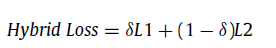 Hybrid Loss = δL1 + (1 − δ)L2